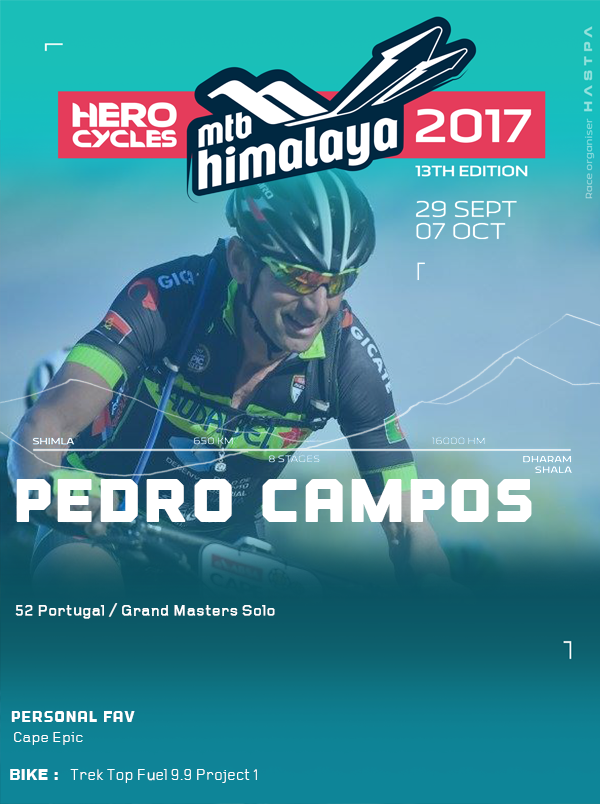 HERO
CYCLES
mtb
himalaya
2017
13TH EDITION
29 SEPT
07 OCT
Race organiser HASTPA
GICA
GICATE
SHIMLA
650 KM
16000 HM
8 STAGES
DHARAM
SHALA
PEDRO CAMPOS
52 Portugal / Grand Masters Solo
PERSONAL FAV
Cape Epic
BIKE : Trek Top Fuel 9.9 Project 1